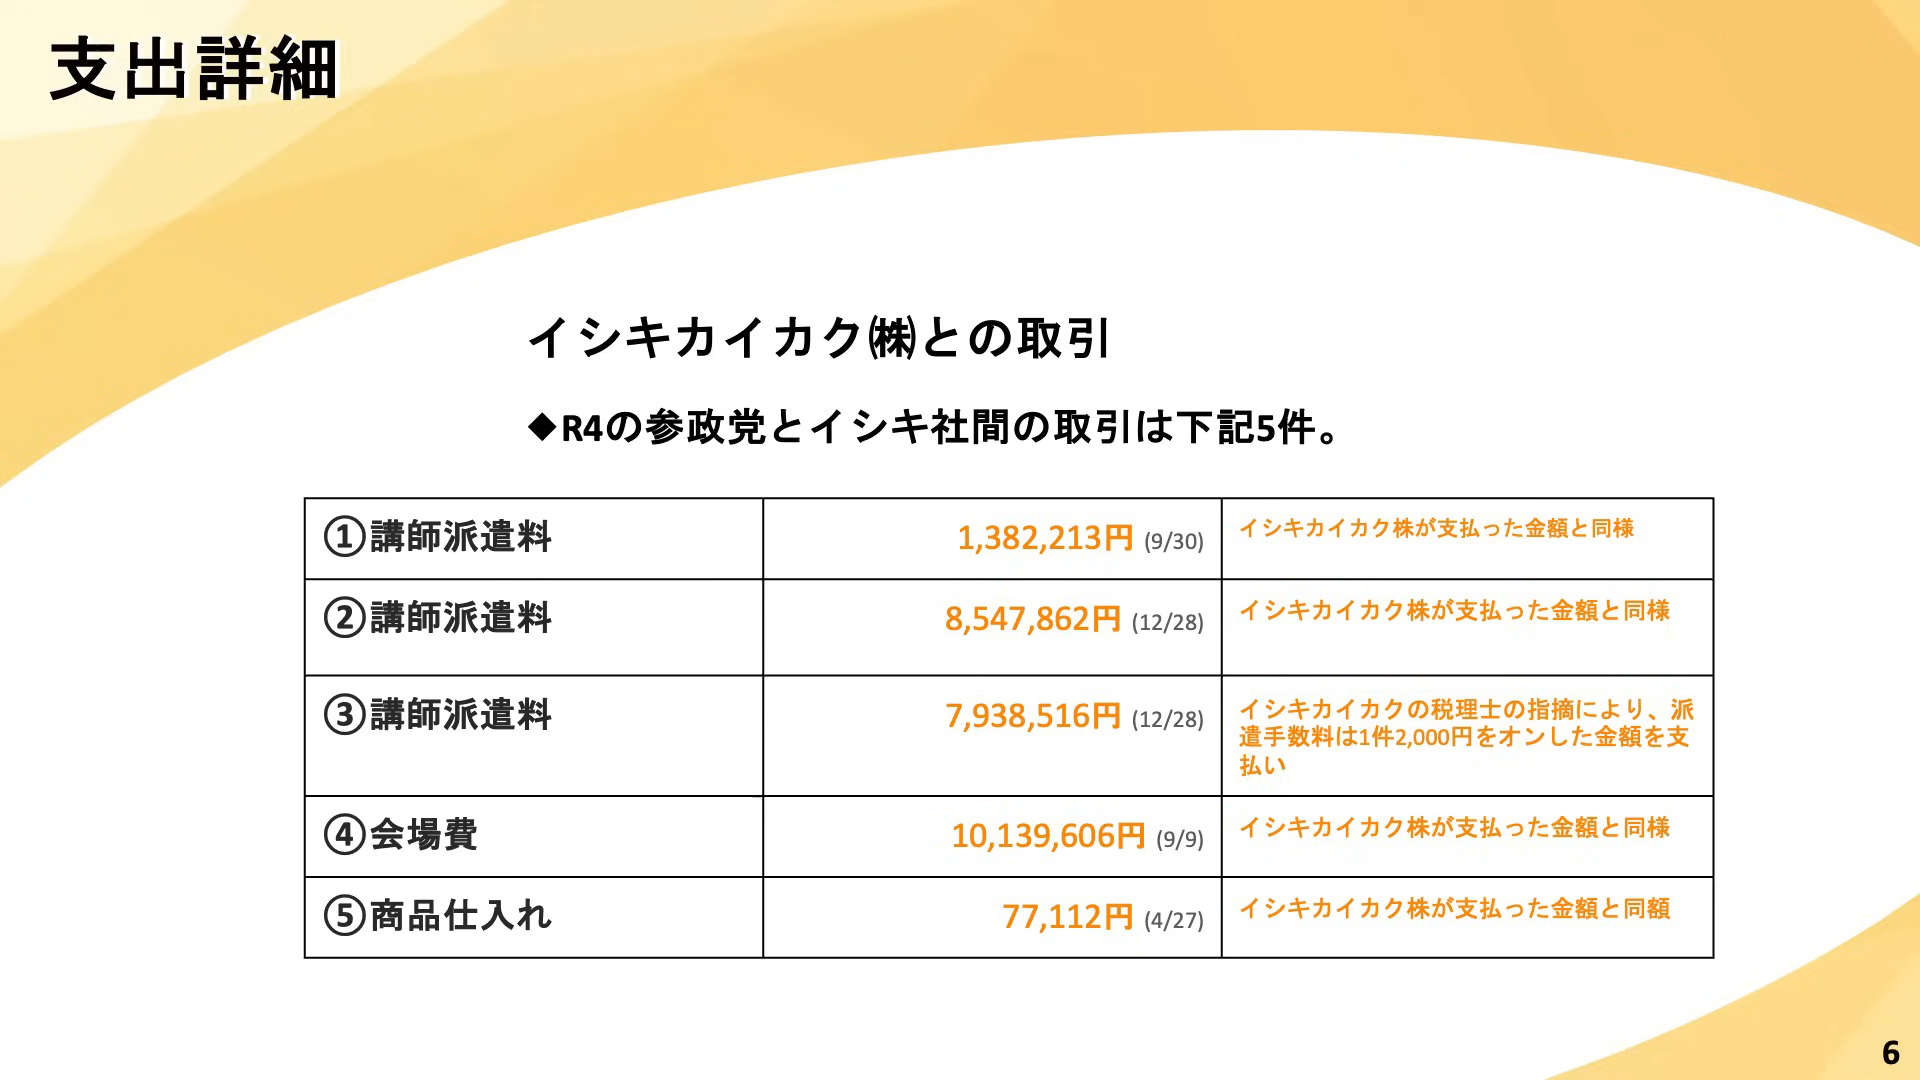 支出詳細
イシキカイカク㈱との取引
◆R4の参政党とイシキ社間の取引は下記5件。
①講師派遣料 1,382,213円 (9/30) イシキカイカク株が支払った金額と同様
②講師派遣料 8,547,862円 (12/28) イシキカイカク株が支払った金額と同様
③講師派遣料 7,938,516円 (12/28) イシキカイカクの税理士の指摘により、派
遣手数料は1件2,000円をオンした金額を支
払い
④会場費 10,139,606円 (9/9) イシキカイカク株が支払った金額と同様
⑤商品仕入れ 77,112円 (4/27) イシキカイカク株が支払った金額と同額
6